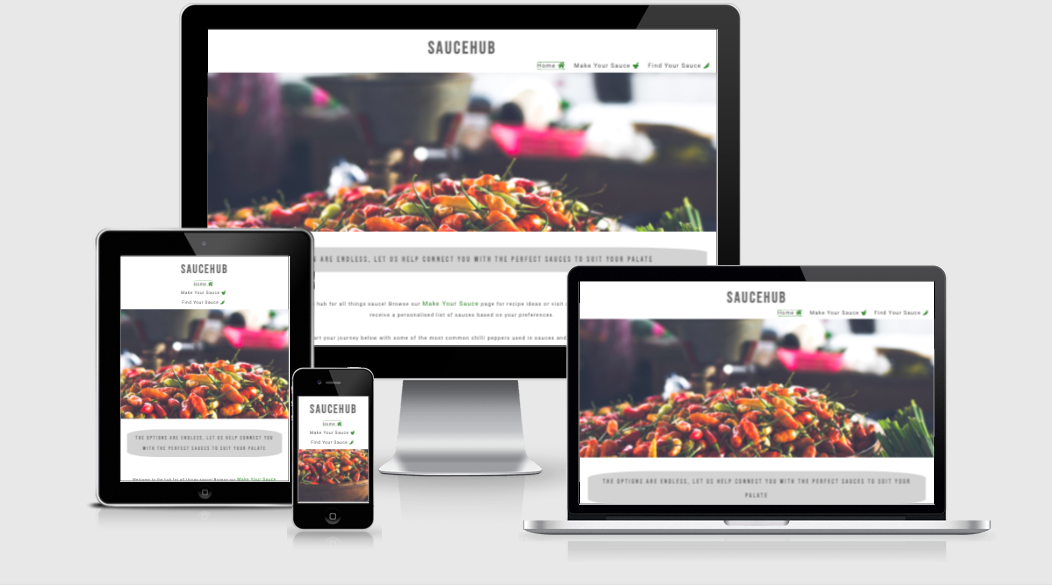 SAUCEHUB
Home Make Your Sauce Find Your Sauce
ARE ENDLESS, LET US HELP CONNECT YOU WITH THE PERFECT SAUCES TO SUIT YOUR PALATE
hub for all things sauce! Browse our Make Your Sauce page for recipe ideas or visit
receive a personalised list of sauces based on your preferences.
your journey below with some of the most common chilli peppers used in sauces and
SAUCEHUB
Home
Make Your Sauce
Find Your Sauce
THE OPTIONS ARE ENDLESS, LET US HELP CONNECT YOU
WITH THE PERFECT SAUCES TO SUIT YOUR PALATE
Welcome to the hub for all things sauce! Browse our Make Your Sauce
SAUCEHUB
Home
Make Your Sauce
Find Your Sauce
SAUCEHUB
Home Make Your Sauce Find Your Sauce
THE OPTIONS ARE ENDLESS, LET US HELP CONNECT YOU WITH THE PERFECT SAUCES TO SUIT YOUR
PALATE